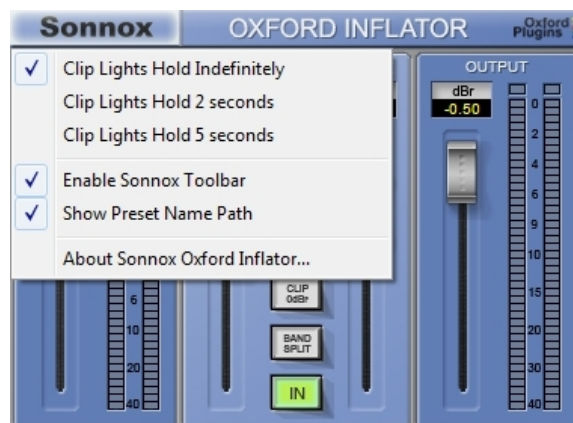 Sonnox
OXFORD INFLATOR
Oxford
Plugins
Clip Lights Hold Indefinitely
Clip Lights Hold 2 seconds
Clip Lights Hold 5 seconds
Enable Sonnox Toolbar
Show Preset Name Path
About Sonnox Oxford Inflator...
6
10
20
30
40
CLIP
0dBr
BAND
SPLIT
IN
OUTPUT
dBr
-0.50
0
2
4
6
9
10
15
20
30
40